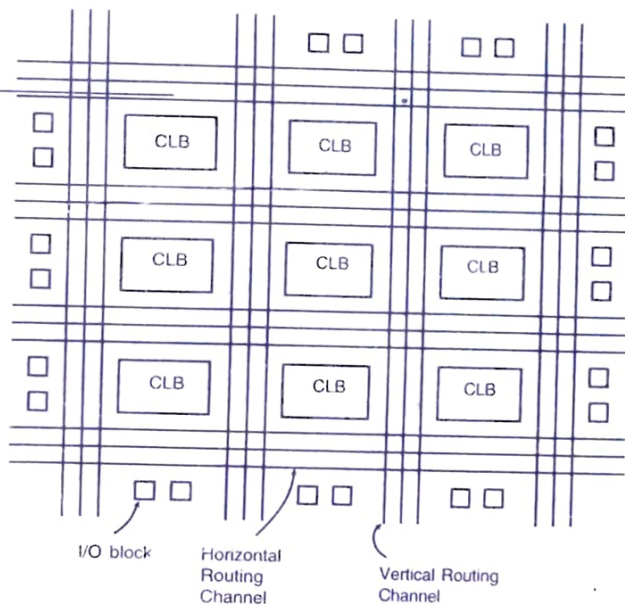 CLB
CLB
CLB
CLB
CLB
CLB
CLB
CLB
CLB
I/O block
Horizontal
Routing
Channel
Vertical Routing
Channel